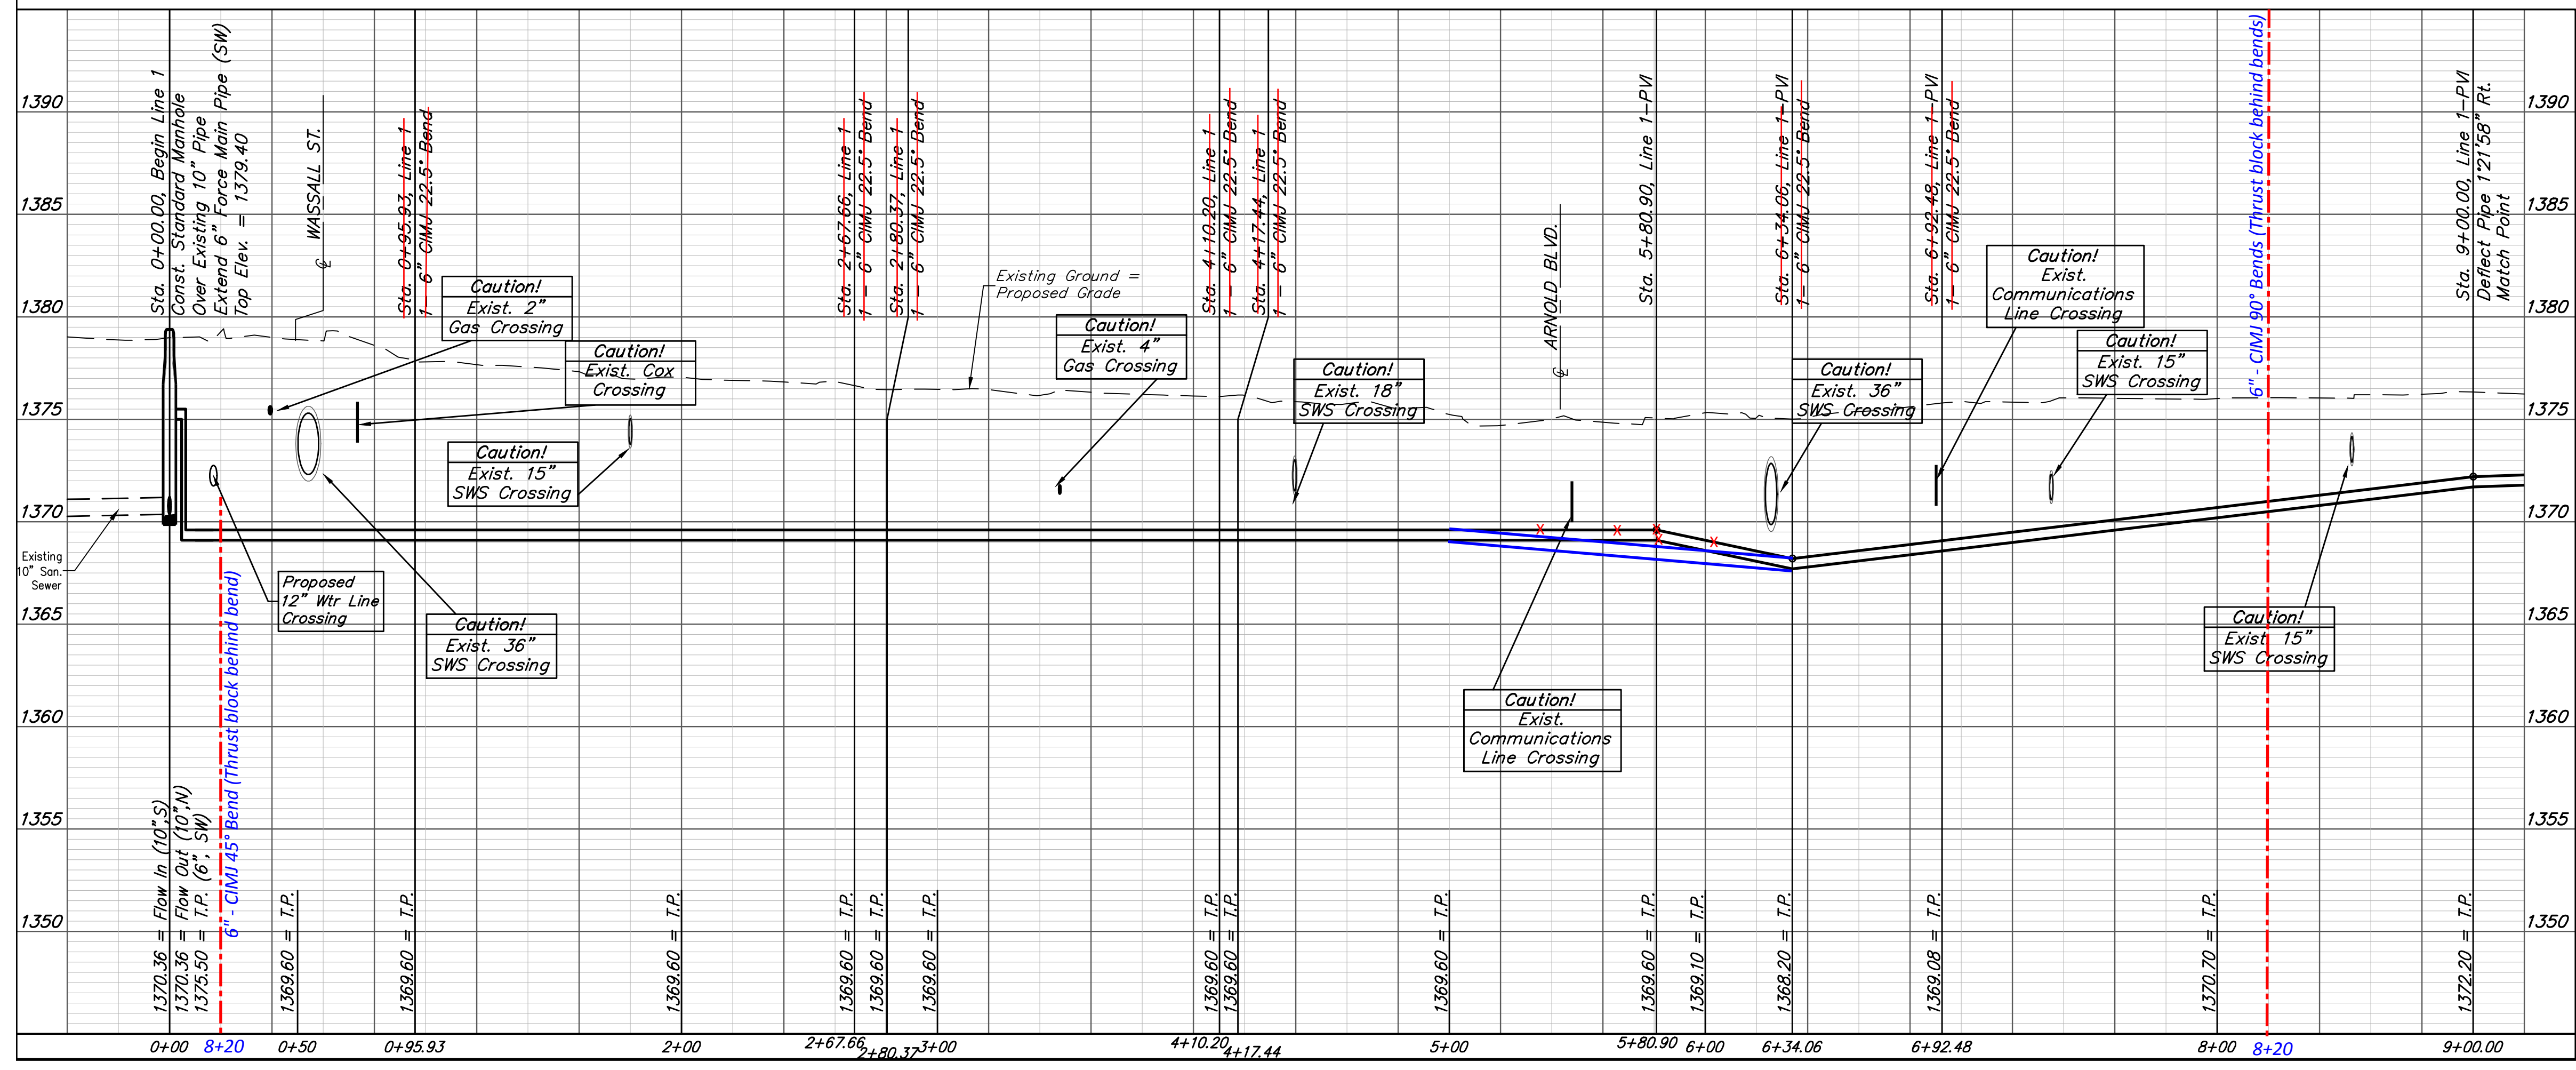 1390
1385
1380
1375
1370
1365
1360
1355
1350
Sta. 0+00.00, Begin Line 1
Const. Standard Manhole
Over Existing 10" Pipe
Extend 6" Force Main Pipe (SW)
Top Elev. = 1379.40
WASSALL ST.
℄
Sta. 0+95.93, Line 1
1- 6" CIMJ 22.5° Bend
Caution!
Exist. 2"
Gas Crossing
Caution!
Exist. Cox
Crossing
Caution!
Exist. 15"
SWS Crossing
Existing
10" San.
Sewer
Proposed
12" Wtr Line
Crossing
Caution!
Exist. 36"
SWS Crossing
6" - CIMJ 45° Bend (Thrust block behind bend)
Sta. 2+67.66, Line 1
1- 6" CIMJ 22.5° Bend
Sta. 2+80.37, Line 1
1- 6" CIMJ 22.5° Bend
Existing Ground =
Proposed Grade
Caution!
Exist. 4"
Gas Crossing
Sta. 4+10.20, Line 1
1- 6" CIMJ 22.5° Bend
Sta. 4+17.44, Line 1
1- 6" CIMJ 22.5° Bend
Caution!
Exist. 18"
SWS Crossing
ARNOLD BLVD.
℄
Sta. 5+80.90, Line 1-PVI
Caution!
Exist.
Communications
Line Crossing
X X X X X
Sta. 6+34.06, Line 1-PVI
1- 6" CIMJ 22.5° Bend
Caution!
Exist. 36"
SWS Crossing
Sta. 6+92.48, Line 1-PVI
1- 6" CIMJ 22.5° Bend
Caution!
Exist.
Communications
Line Crossing
Caution!
Exist. 15"
SWS Crossing
6" - CIMJ 90° Bends (Thrust block behind bends)
Caution!
Exist 15"
SWS Crossing
Sta. 9+00.00, Line 1-PVI
Deflect Pipe 1°21'58" Rt.
Match Point
1390
1385
1380
1375
1370
1365
1360
1355
1350
1370.36 = Flow In (10",S)
1370.36 = Flow Out (10",N)
1375.50 = T.P. (6", SW)
1369.60 = T.P.
1369.60 = T.P.
1369.60 = T.P.
1369.60 = T.P.
1369.60 = T.P.
1369.60 = T.P.
1369.60 = T.P.
1369.60 = T.P.
1369.60 = T.P.
1369.60 = T.P.
1369.10 = T.P.
1368.20 = T.P.
1369.08 = T.P.
1370.70 = T.P.
1372.20 = T.P.
0+00
8+20
0+50
0+95.93
2+00
2+67.66
2+80.37
3+00
4+10.20
4+17.44
5+00
5+80.90
6+00
6+34.06
6+92.48
8+00
8+20
9+00.00